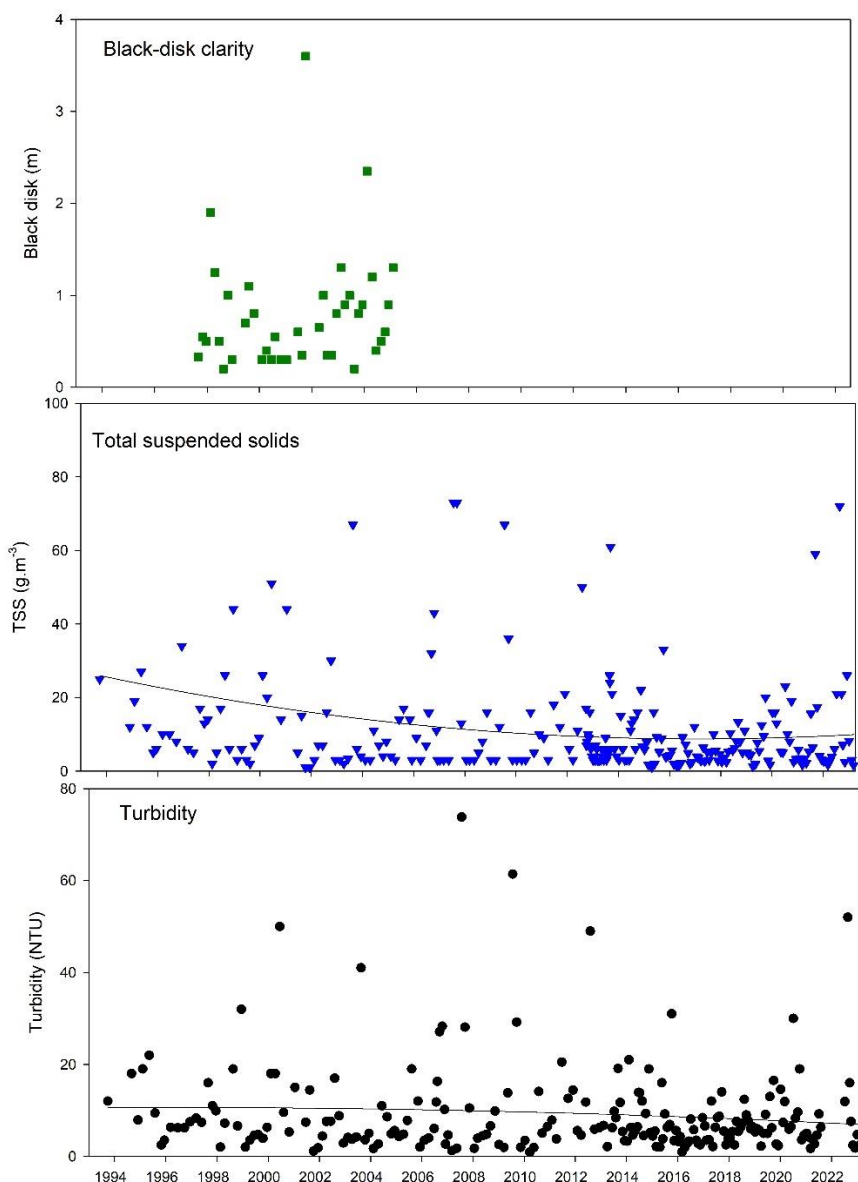 Black-disk clarity
Black disk (m)
4
3
2
1
0
Total suspended solids
TSS (g.m⁻³)
100
80
60
40
20
0
Turbidity
Turbidity (NTU)
80
60
40
20
0
1994 1996 1998 2000 2002 2004 2006 2008 2010 2012 2014 2016 2018 2020 2022